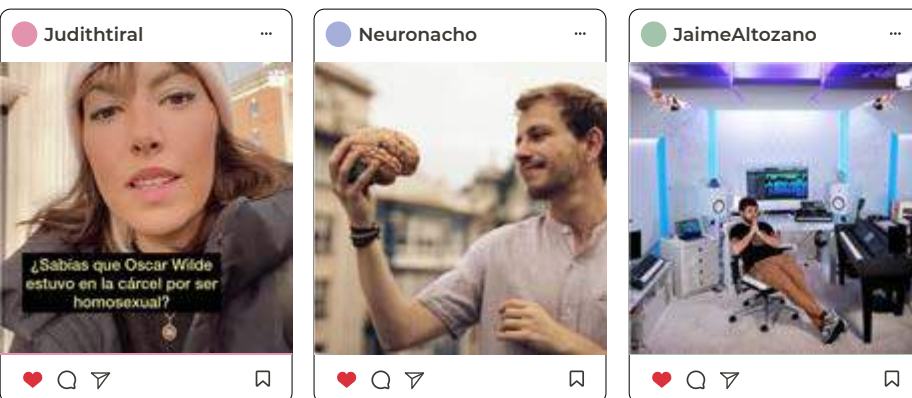 Judithtiral
Neuronacho
JaimeAltozano
¿Sabías que Oscar Wilde
estuvo en la cárcel por ser
homosexual?